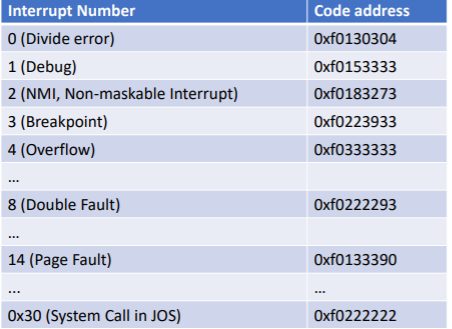 Interrupt Number Code address
0 (Divide error) 0xf0130304
1 (Debug) 0xf0153333
2 (NMI, Non-maskable Interrupt) 0xf0183273
3 (Breakpoint) 0xf0223933
4 (Overflow) 0xf0333333
...
8 (Double Fault) 0xf0222293
...
14 (Page Fault) 0xf0133390
... ...
0x30 (System Call in JOS) 0xf0222222